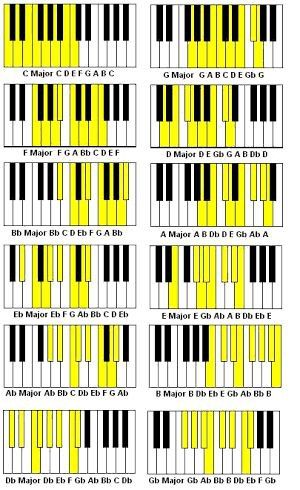 C Major C D E F G A B C
G Major G A B C D E Gb G
F Major F G A Bb C D E F
D Major D E Gb G A B Db D
Bb Major Bb C D Eb F G A Bb
A Major A B Db D E Gb Ab A
Eb Major Eb F G Ab Bb C D Eb
E Major E Gb Ab A B Db Eb E
Ab Major Ab Bb C Db Eb F G Ab
B Major B Db Eb E Gb Ab Bb B
Db Major Db Eb F Gb Ab Bb C Db
Gb Major Gb Ab Bb B Db Eb F Gb